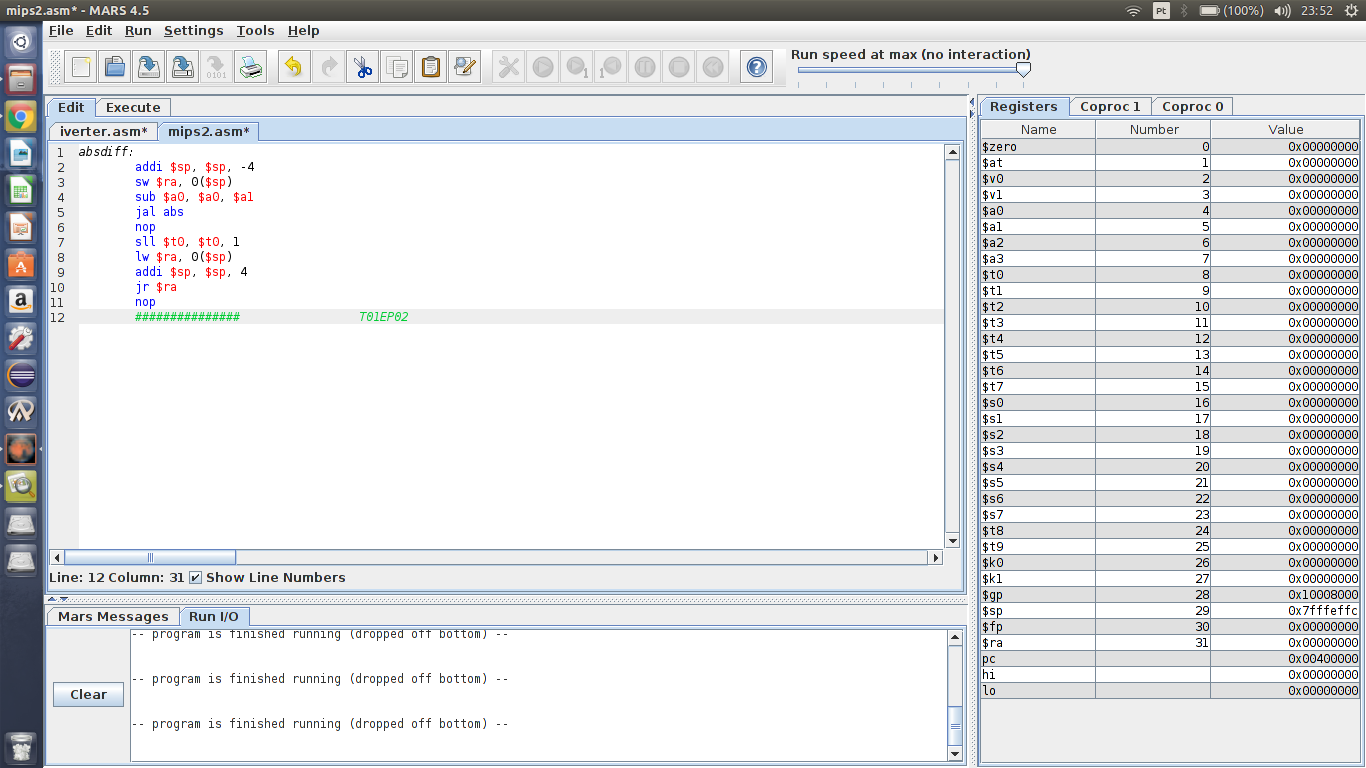 mips2.asm* - MARS 4.5
Pt
(100%)
23:52
File Edit Run Settings Tools Help
0101
1
1
Run speed at max (no interaction)
Edit Execute
iverter.asm* mips2.asm*
1 absdiff:
2 addi $sp, $sp, -4
3 sw $ra, 0($sp)
4 sub $a0, $a0, $a1
5 jal abs
6 nop
7 sll $t0, $t0, 1
8 lw $ra, 0($sp)
9 addi $sp, $sp, 4
10 jr $ra
11 nop
12 ############### T01EP02
Line: 12 Column: 31 Show Line Numbers
Mars Messages Run I/O
Clear
-- program is finished running (dropped off bottom) --
-- program is finished running (dropped off bottom) --
-- program is finished running (dropped off bottom) --
Registers Coproc 1 Coproc 0
Name Number Value
$zero 0 0x00000000
$at 1 0x00000000
$v0 2 0x00000000
$v1 3 0x00000000
$a0 4 0x00000000
$a1 5 0x00000000
$a2 6 0x00000000
$a3 7 0x00000000
$t0 8 0x00000000
$t1 9 0x00000000
$t2 10 0x00000000
$t3 11 0x00000000
$t4 12 0x00000000
$t5 13 0x00000000
$t6 14 0x00000000
$t7 15 0x00000000
$s0 16 0x00000000
$s1 17 0x00000000
$s2 18 0x00000000
$s3 19 0x00000000
$s4 20 0x00000000
$s5 21 0x00000000
$s6 22 0x00000000
$s7 23 0x00000000
$t8 24 0x00000000
$t9 25 0x00000000
$k0 26 0x00000000
$k1 27 0x00000000
$gp 28 0x10008000
$sp 29 0x7fffeffc
$fp 30 0x00000000
$ra 31 0x00000000
pc 0x00400000
hi 0x00000000
lo 0x00000000